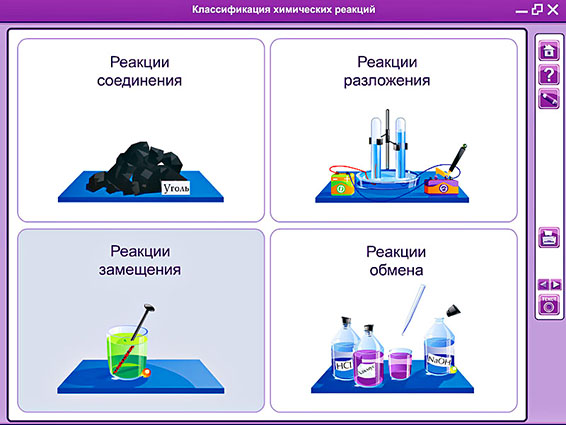 Классификация химических реакций
Реакции
соединения
Уголь
Реакции
разложения
Реакции
замещения
Реакции
обмена
HCl
NaOH